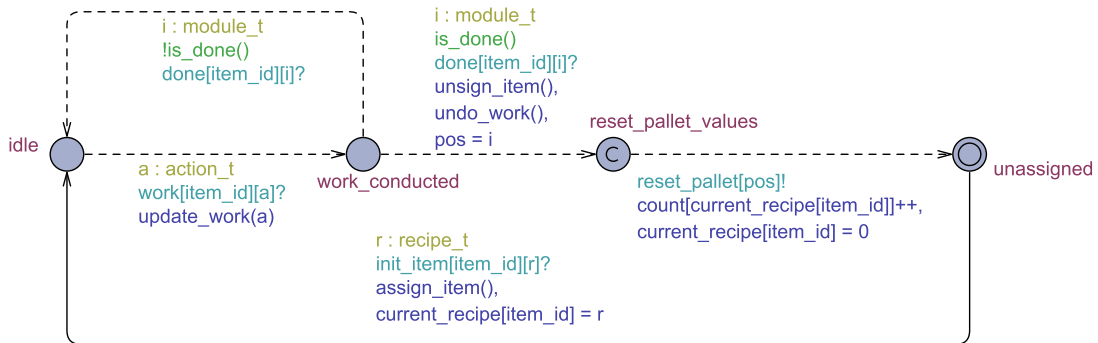 i : module_t
!is_done()
done[item_id][i]?
i : module_t
is_done()
done[item_id][i]?
unsign_item(),
undo_work(),
pos = i
idle
a : action_t
work[item_id][a]?
update_work(a)
work_conducted
reset_pallet_values
C
reset_pallet[pos]!
count[current_recipe[item_id]]++,
current_recipe[item_id] = 0
unassigned
r : recipe_t
init_item[item_id][r]?
assign_item(),
current_recipe[item_id] = r